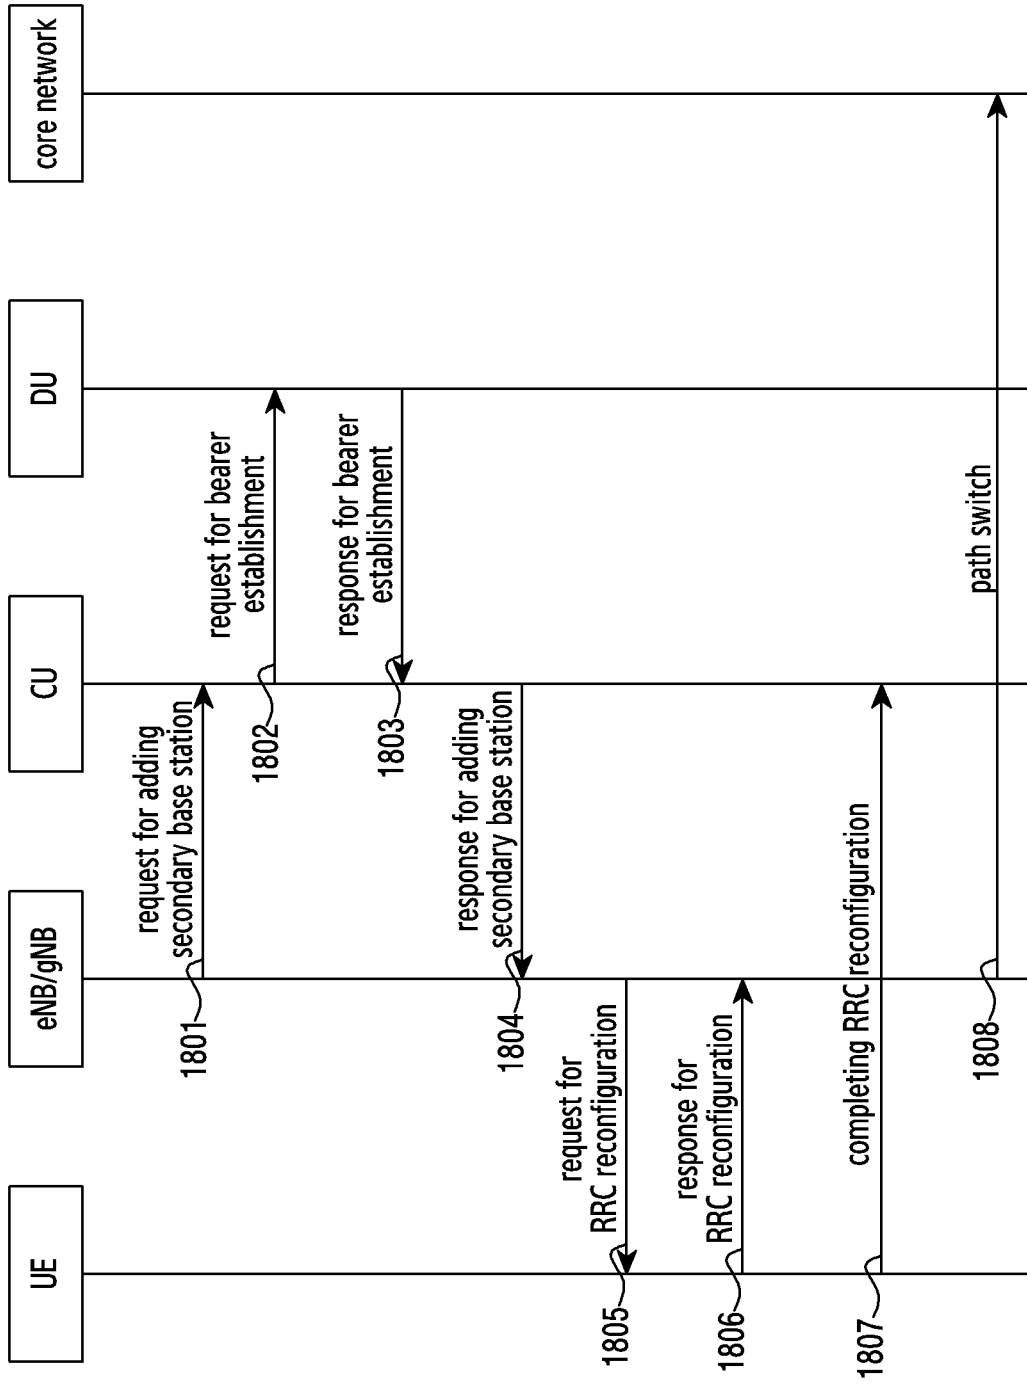 UE
eNB/gNB
CU
DU
core network
request for adding
secondary base station
1801
request for bearer
establishment
1802
response for bearer
establishment
1803
response for adding
secondary base station
1804
request for
RRC reconfiguration
1805
response for
RRC reconfiguration
1806
completing RRC reconfiguration
1807
path switch
1808